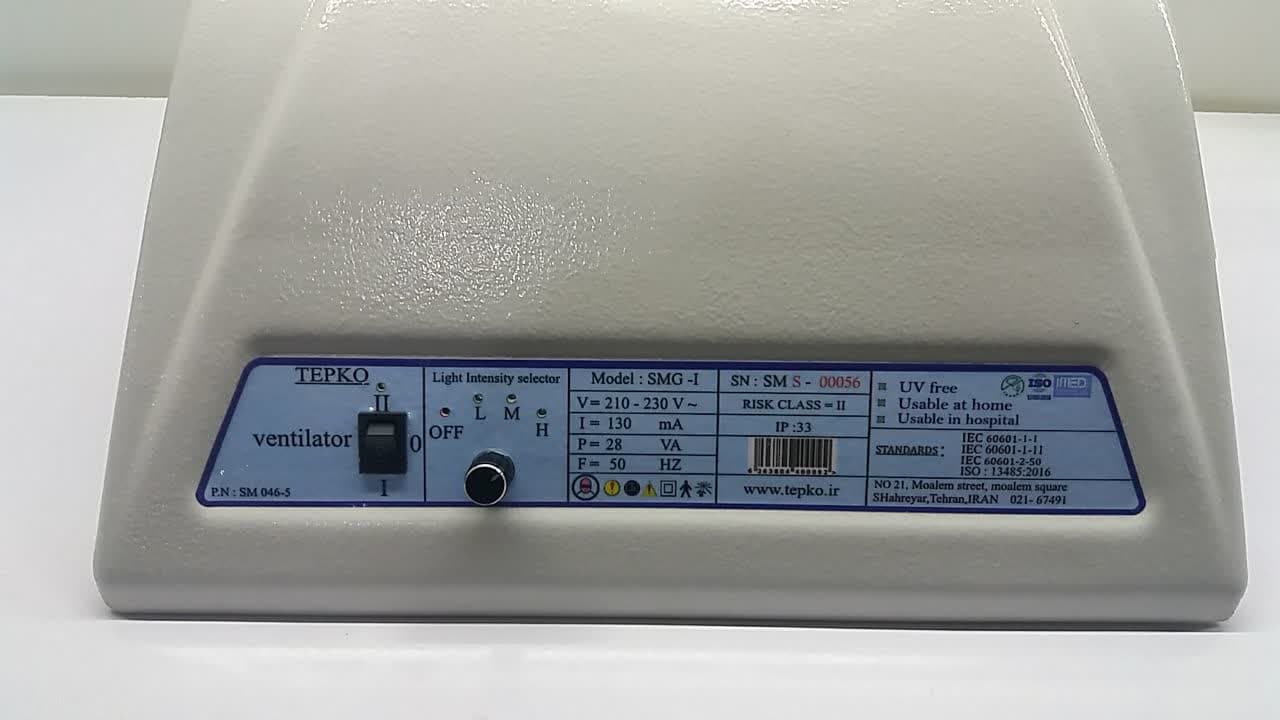 TEPKO
II
ventilator
0
I
P.N : SM 046-5
Light Intensity selector
OFF
L
M
H
Model : SMG -I
V= 210 - 230 V ~
I = 130 mA
P = 28 VA
F = 50 HZ
SN : SM S - 00056
RISK CLASS = II
IP :33
www.tepko.ir
UV free
Usable at home
Usable in hospital
ISO
IMED
STANDARDS :
IEC 60601-1-1
IEC 60601-1-11
IEC 60601-2-50
ISO : 13485:2016
NO 21, Moalem street, moalem square
SHahreyar,Tehran,IRAN 021- 67491